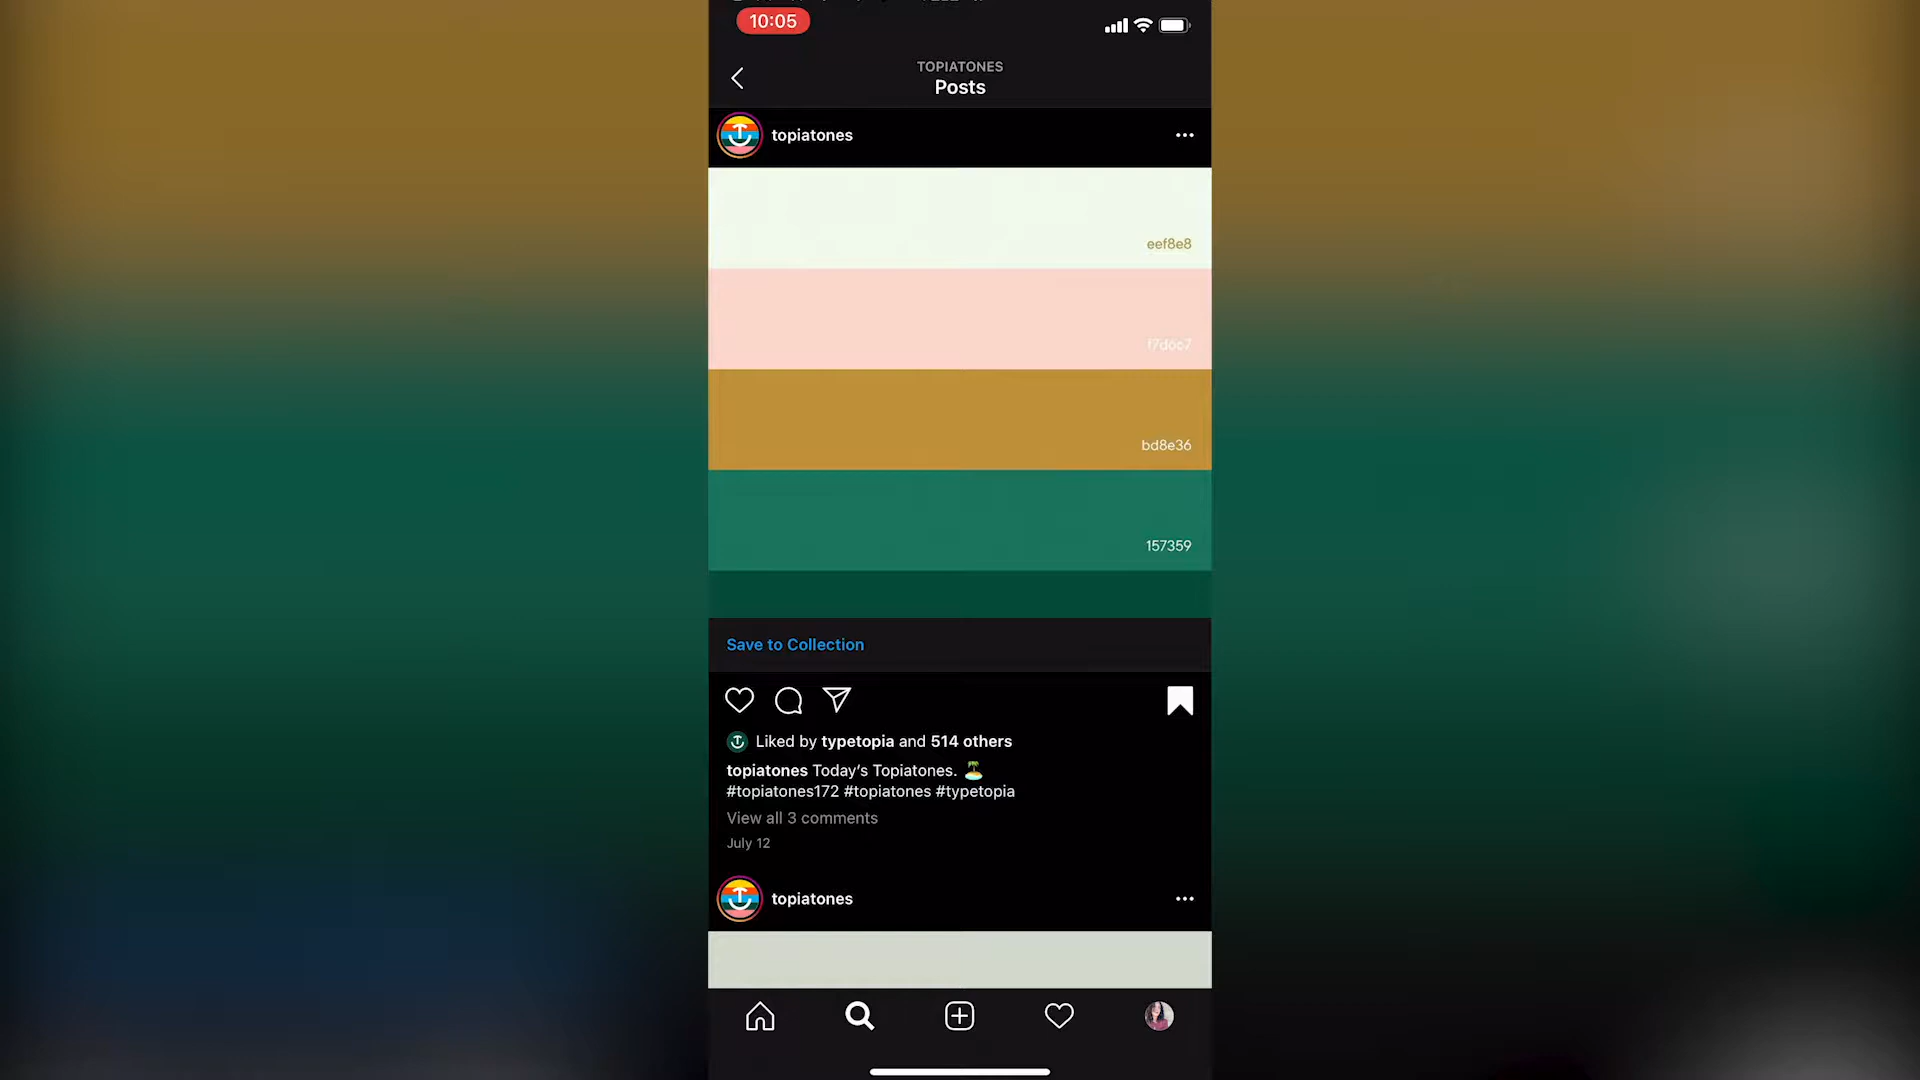 10:05
TOPIATONES
Posts
topiatones
eef8e8
f7d6c7
bd8e36
157359
Save to Collection
Liked by typetopia and 514 others
topiatones Today’s Topiatones. 🏝️
#topiatones172 #topiatones #typetopia
View all 3 comments
July 12
topiatones